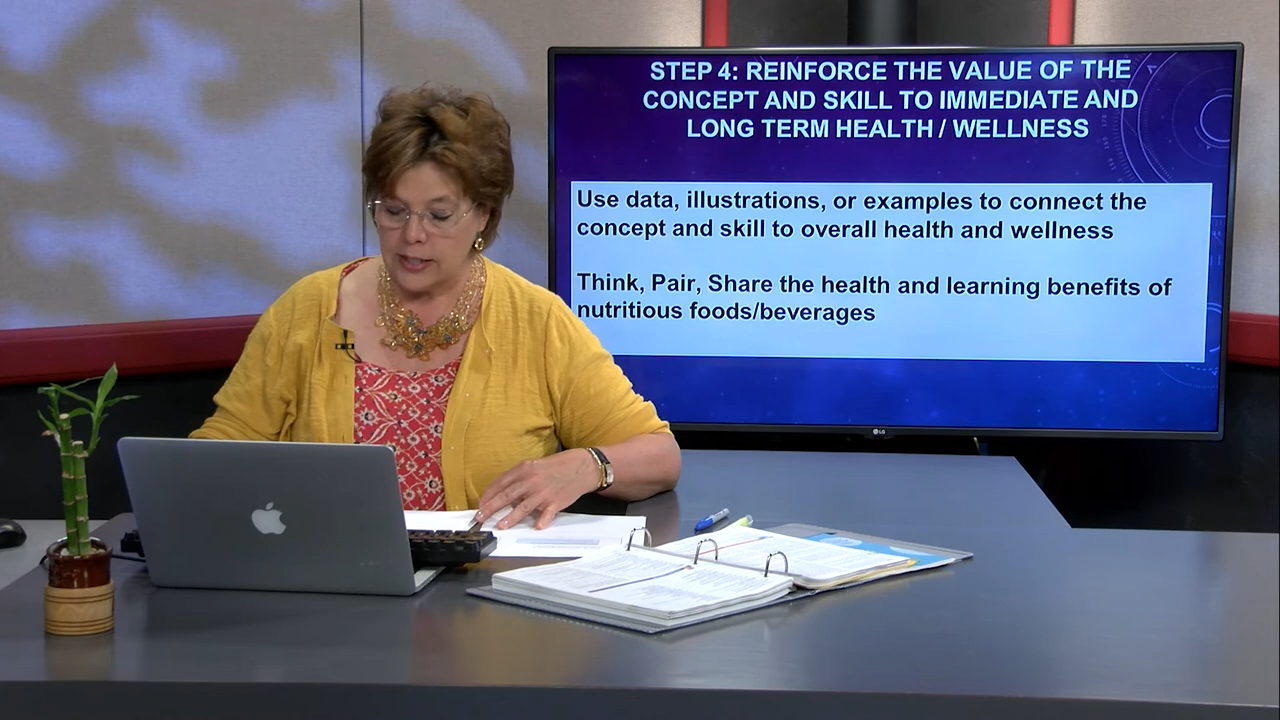 STEP 4: REINFORCE THE VALUE OF THE
CONCEPT AND SKILL TO IMMEDIATE AND
LONG TERM HEALTH / WELLNESS
Use data, illustrations, or examples to connect the
concept and skill to overall health and wellness
Think, Pair, Share the health and learning benefits of
nutritious foods/beverages
LG